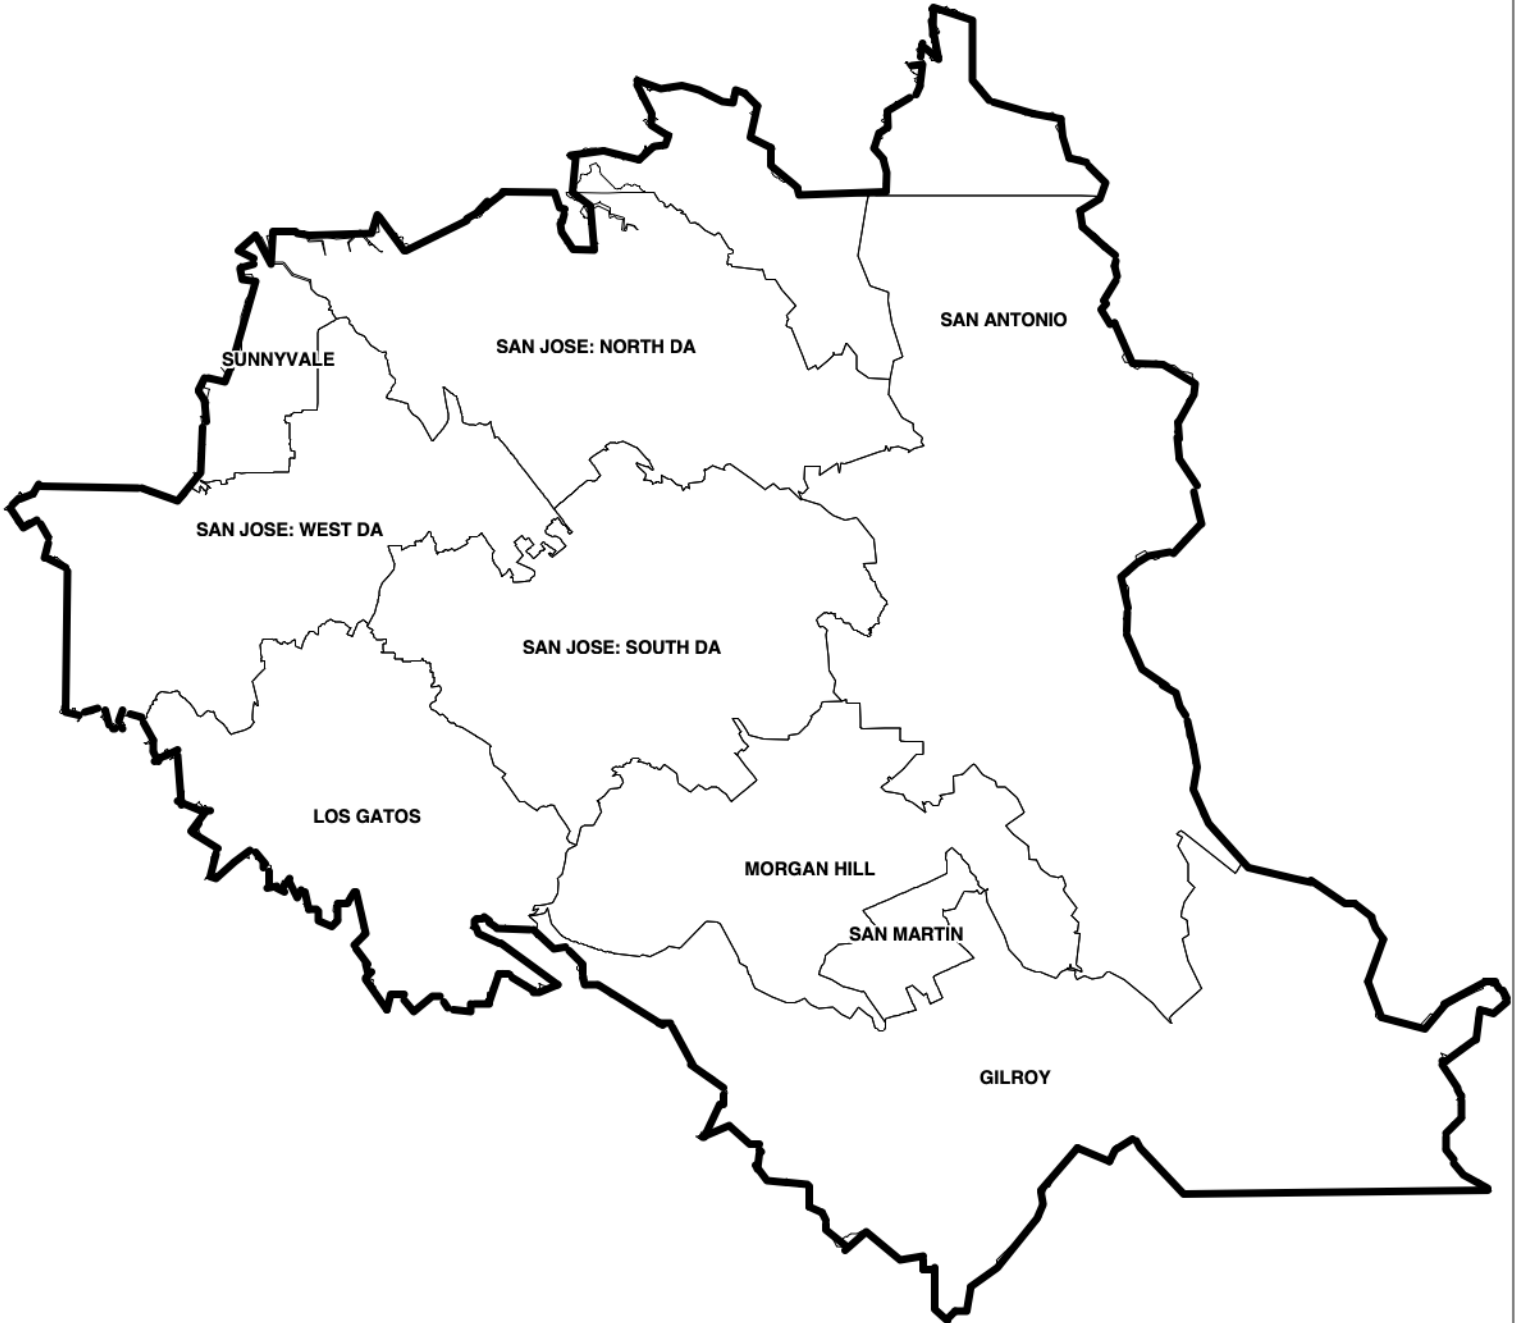 SAN ANTONIO
SAN JOSE: NORTH DA
SUNNYVALE
SAN JOSE: WEST DA
SAN JOSE: SOUTH DA
LOS GATOS
MORGAN HILL
SAN MARTIN
GILROY